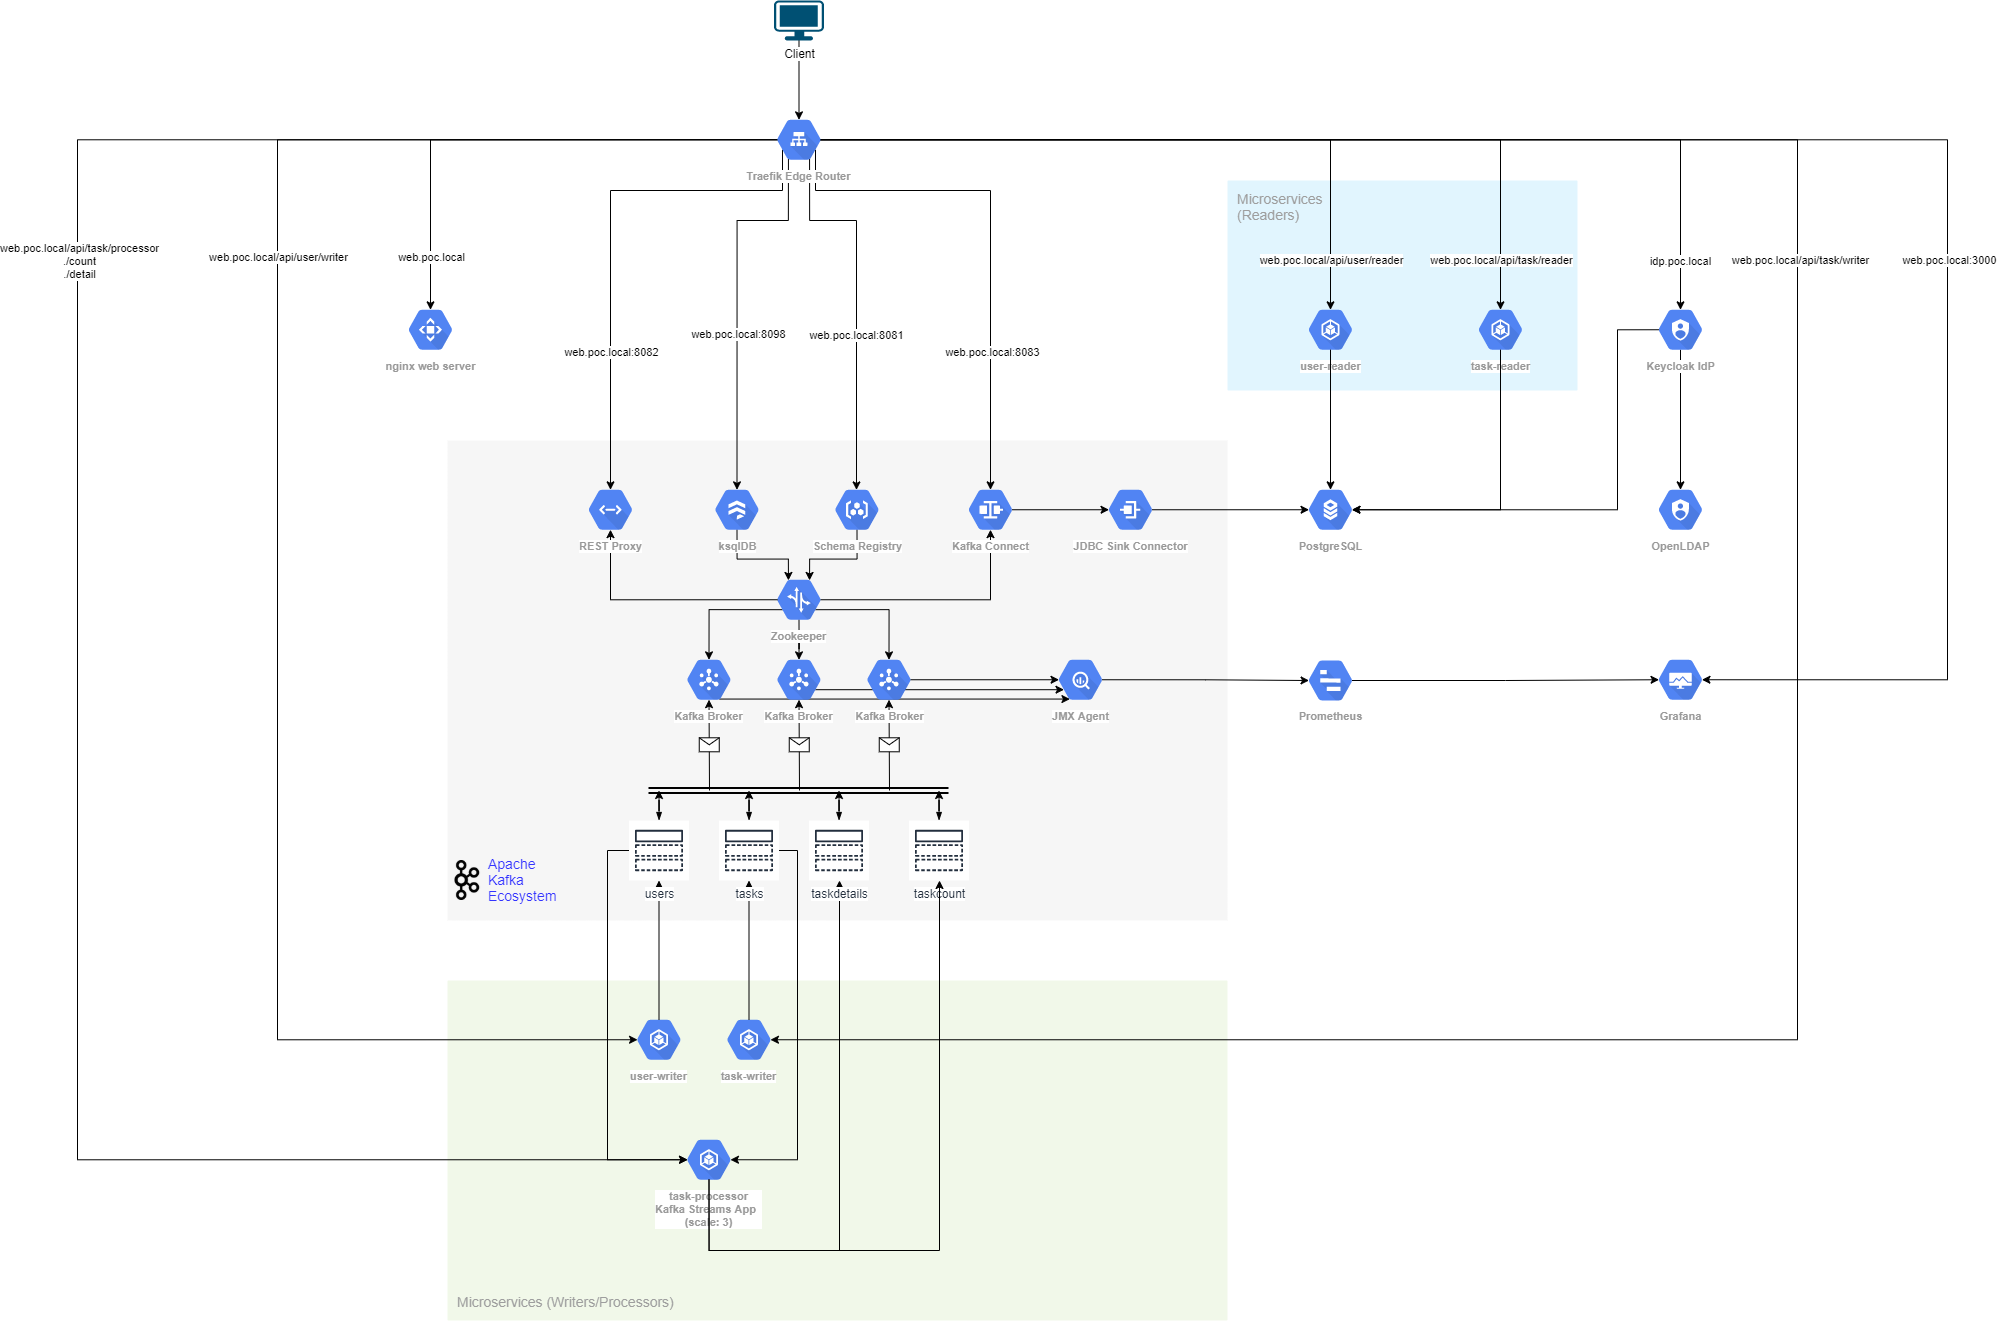 Client
Traefik Edge Router
Microservices
(Readers)
web.poc.local/api/task/processor
./count
./detail
web.poc.local/api/user/writer
web.poc.local
web.poc.local/api/user/reader
web.poc.local/api/task/reader
idp.poc.local
web.poc.local/api/task/writer
web.poc.local:3000
web.poc.local:8082
web.poc.local:8098
web.poc.local:8081
web.poc.local:8083
nginx web server
user-reader
task-reader
Keycloak IdP
REST Proxy
ksqlDB
Schema Registry
Kafka Connect
JDBC Sink Connector
PostgreSQL
OpenLDAP
Zookeeper
Kafka Broker
Kafka Broker
Kafka Broker
JMX Agent
Prometheus
Grafana
Apache
Kafka
Ecosystem
users
tasks
taskdetails
taskcount
user-writer
task-writer
task-processor
Kafka Streams App
(scale: 3)
Microservices (Writers/Processors)